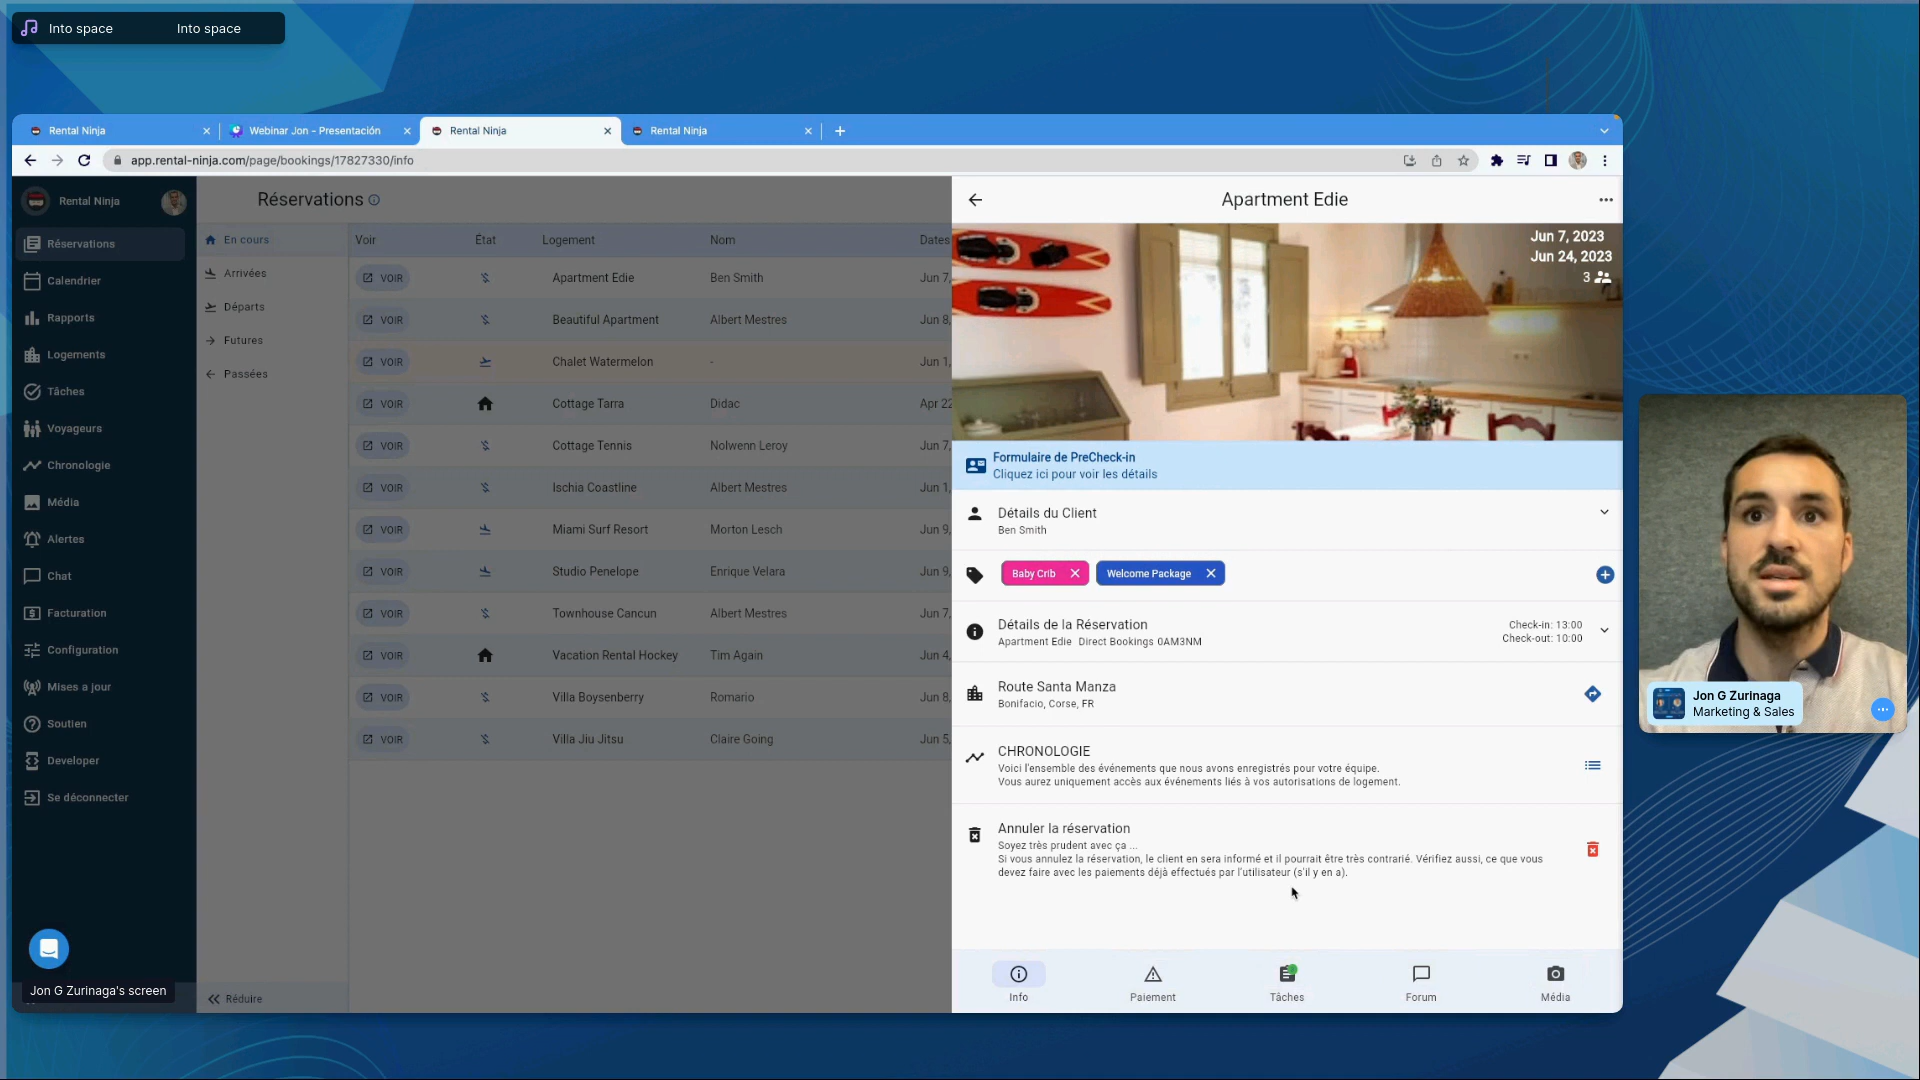 Into space
Into space
Rental Ninja
Webinar Jon - Presentación
Rental Ninja
Rental Ninja
app.rental-ninja.com/page/bookings/17827330/info
Rental Ninja
Réservations
Calendrier
Rapports
Logements
Tâches
Voyageurs
Chronologie
Média
Alertes
Chat
Facturation
Configuration
Mises a jour
Soutien
Developer
Se déconnecter
Jon G Zurinaga's screen
Réservations
En cours
Arrivées
Départs
Futures
Passées
Réduire
Voir État Logement Nom Dates
VOIR Apartment Edie Ben Smith Jun 7,
VOIR Beautiful Apartment Albert Mestres Jun 8,
VOIR Chalet Watermelon - Jun 1,
VOIR Cottage Tarra Didac Apr 22
VOIR Cottage Tennis Nolwenn Leroy Jun 7,
VOIR Ischia Coastline Albert Mestres Jun 1,
VOIR Miami Surf Resort Morton Lesch Jun 9,
VOIR Studio Penelope Enrique Velara Jun 9,
VOIR Townhouse Cancun Albert Mestres Jun 7,
VOIR Vacation Rental Hockey Tim Again Jun 4,
VOIR Villa Boysenberry Romario Jun 8,
VOIR Villa Jiu Jitsu Claire Going Jun 5,
Apartment Edie
Jun 7, 2023
Jun 24, 2023
3
Formulaire de PreCheck-in
Cliquez ici pour voir les détails
Détails du Client
Ben Smith
Baby Crib Welcome Package
Détails de la Réservation
Apartment Edie Direct Bookings 0AM3NM
Check-in: 13:00
Check-out: 10:00
Route Santa Manza
Bonifacio, Corse, FR
CHRONOLOGIE
Voici l'ensemble des événements que nous avons enregistrés pour votre équipe.
Vous aurez uniquement accès aux événements liés à vos autorisations de logement.
Annuler la réservation
Soyez très prudent avec ça ...
Si vous annulez la réservation, le client en sera informé et il pourrait être très contrarié. Vérifiez aussi, ce que vous
devez faire avec les paiements déjà effectués par l'utilisateur (s'il y en a).
Info Paiement Tâches Forum Média
Jon G Zurinaga
Marketing & Sales